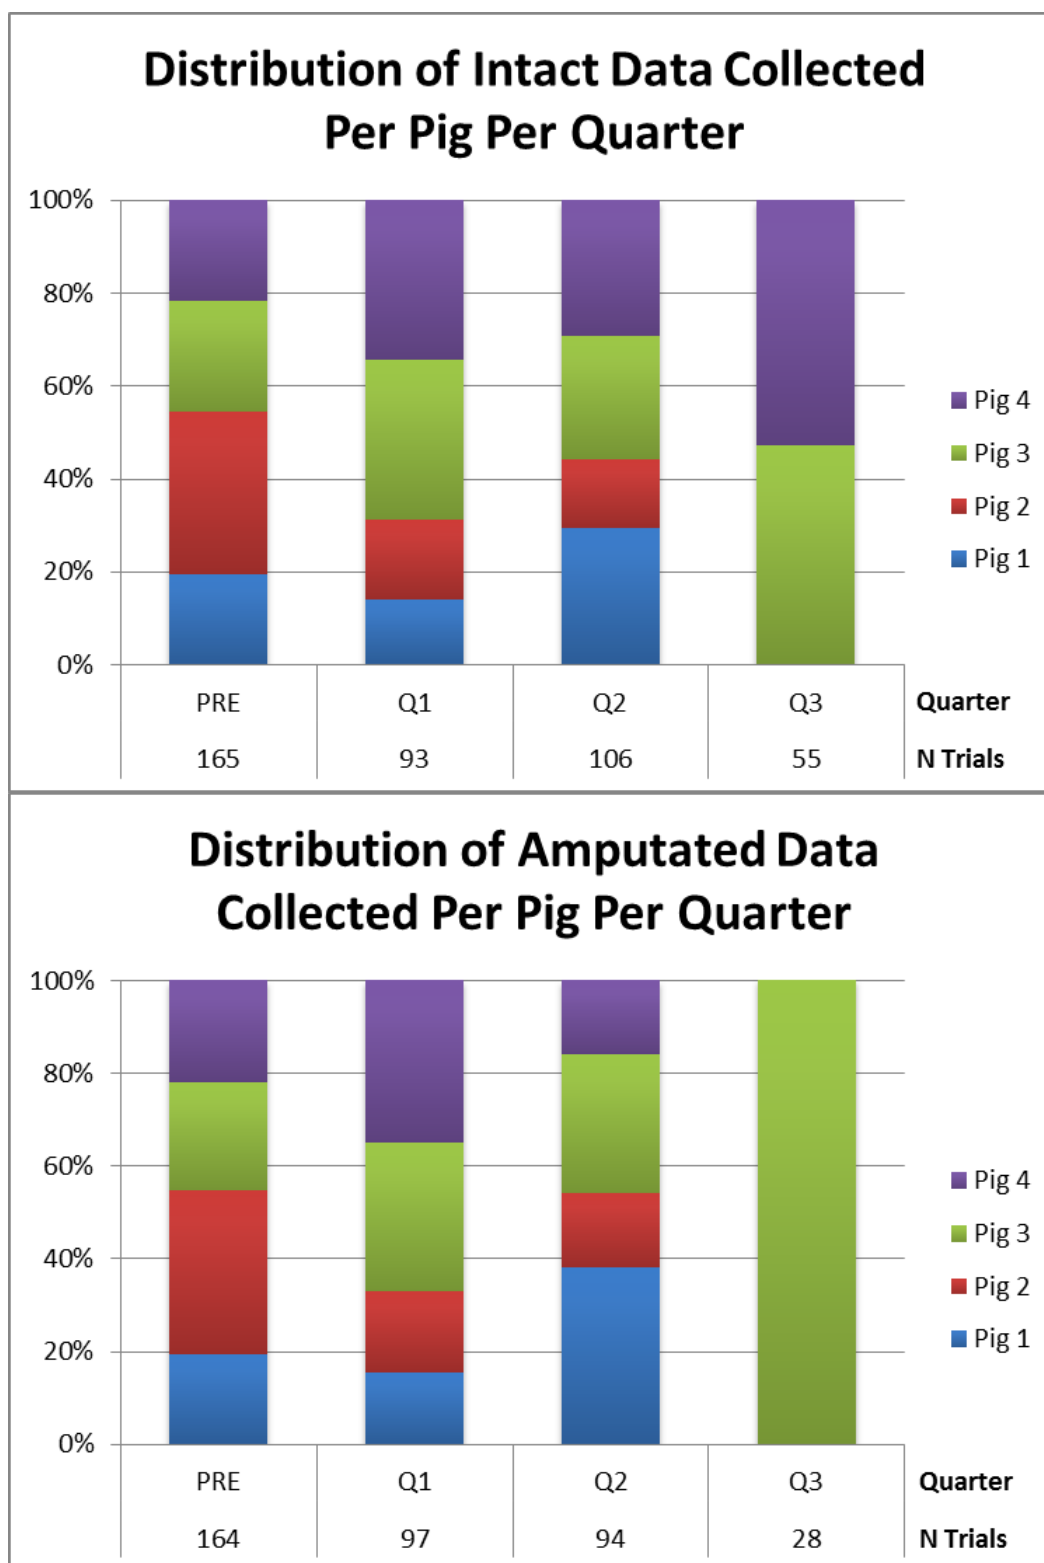 Distribution of Intact Data Collected
Per Pig Per Quarter
100%
80%
60%
40%
20%
0%
Pig 4
Pig 3
Pig 2
Pig 1
PRE Q1 Q2 Q3 Quarter
165 93 106 55 N Trials
Distribution of Amputated Data
Collected Per Pig Per Quarter
100%
80%
60%
40%
20%
0%
Pig 4
Pig 3
Pig 2
Pig 1
PRE Q1 Q2 Q3 Quarter
164 97 94 28 N Trials